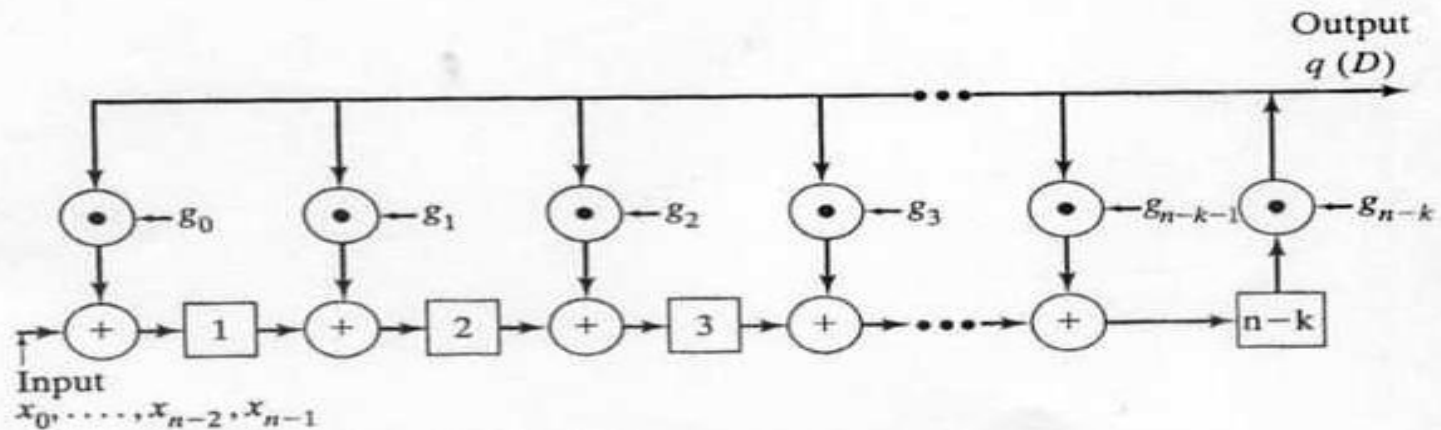 Output
q (D)
g₀ g₁ g₂ g₃ gₙ₋ₖ₋₁ gₙ₋ₖ
+ 1 + 2 + 3 + + n-k
Input
x₀, . . . . , xₙ₋₂, xₙ₋₁